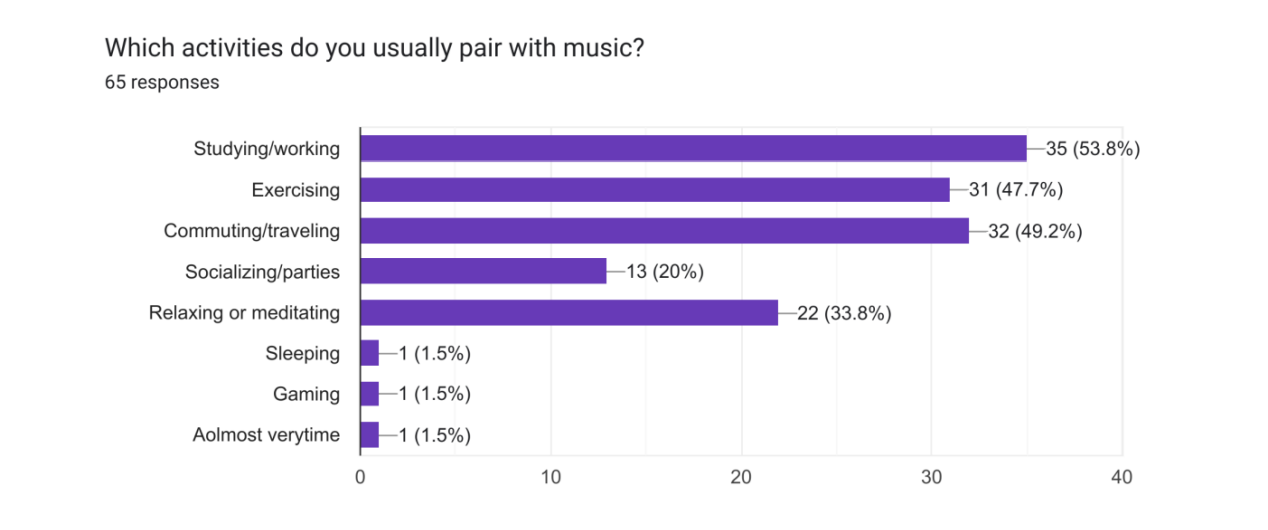 Which activities do you usually pair with music?
65 responses
Studying/working 35 (53.8%)
Exercising 31 (47.7%)
Commuting/traveling 32 (49.2%)
Socializing/parties 13 (20%)
Relaxing or meditating 22 (33.8%)
Sleeping 1 (1.5%)
Gaming 1 (1.5%)
Aolmost verytime 1 (1.5%)
0 10 20 30 40